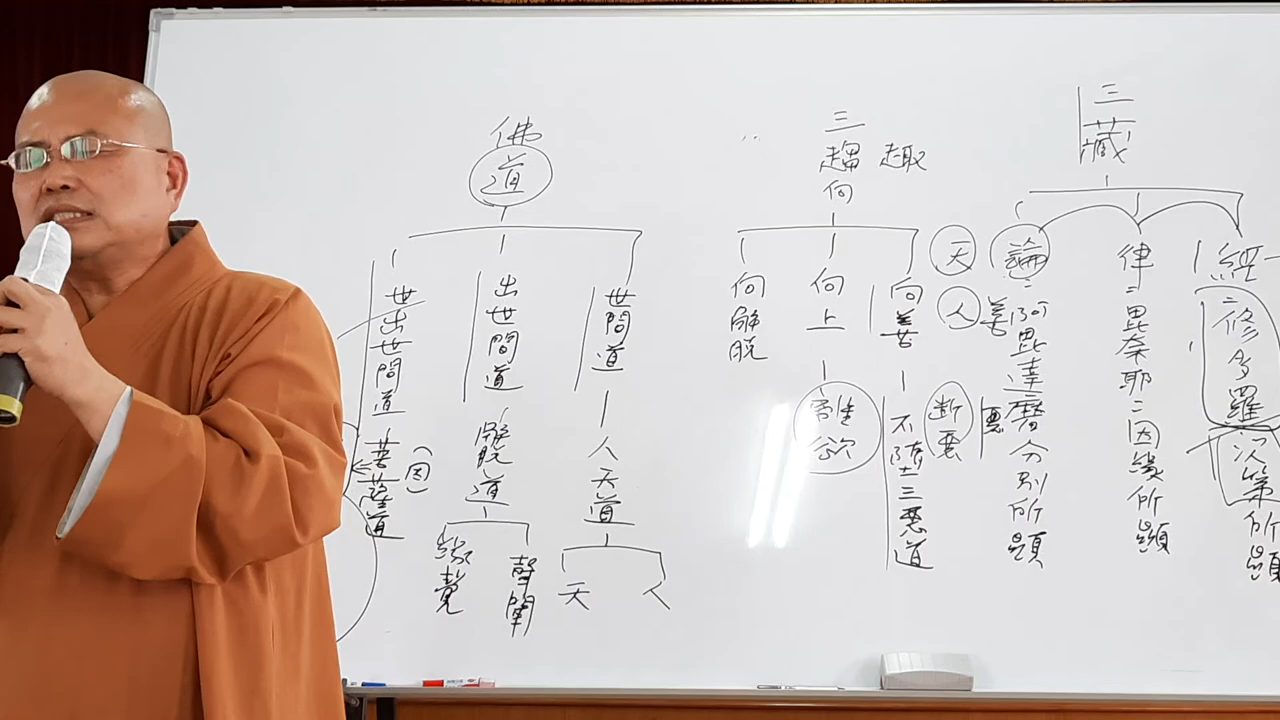 三藏
經
修多羅
次第所顯
律
毘奈耶
因緣所顯
論
阿毘達磨分別所顯
善
惡
天
人
三趨向
趣
向善
不墮三惡道
斷惡
向上
離欲
向解脫
佛道
世間道
人天道
人
天
出世間道
解脫道
聲聞
緣覺
世出世間道
菩薩道
(因)